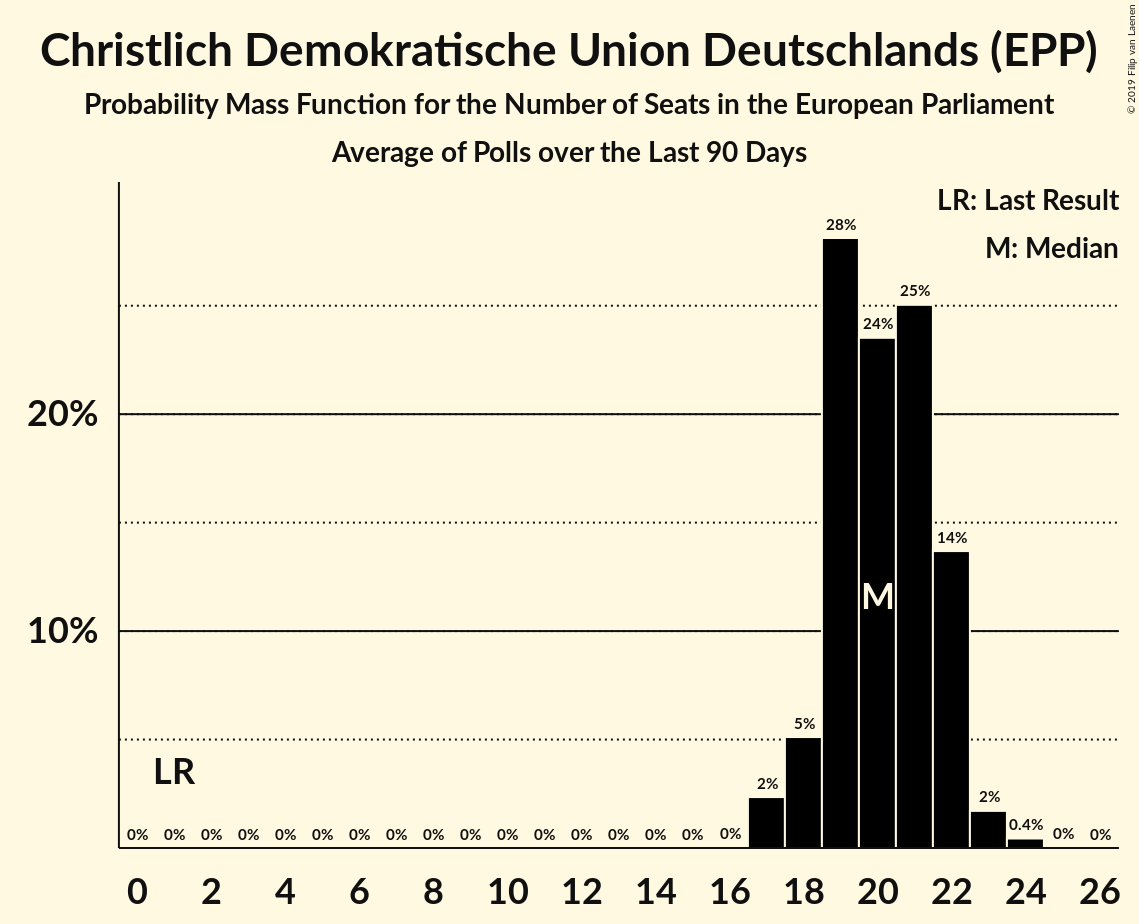 Christlich Demokratische Union Deutschlands (EPP)
Probability Mass Function for the Number of Seats in the European Parliament
Average of Polls over the Last 90 Days
© 2019 Filip van Laenen
LR: Last Result
M: Median
28%
25%
24%
20%
14%
M
10%
5%
LR
2%
2%
0.4%
0% 0% 0% 0% 0% 0% 0% 0% 0% 0% 0% 0% 0% 0% 0% 0% 0% 0% 0%
0 2 4 6 8 10 12 14 16 18 20 22 24 26